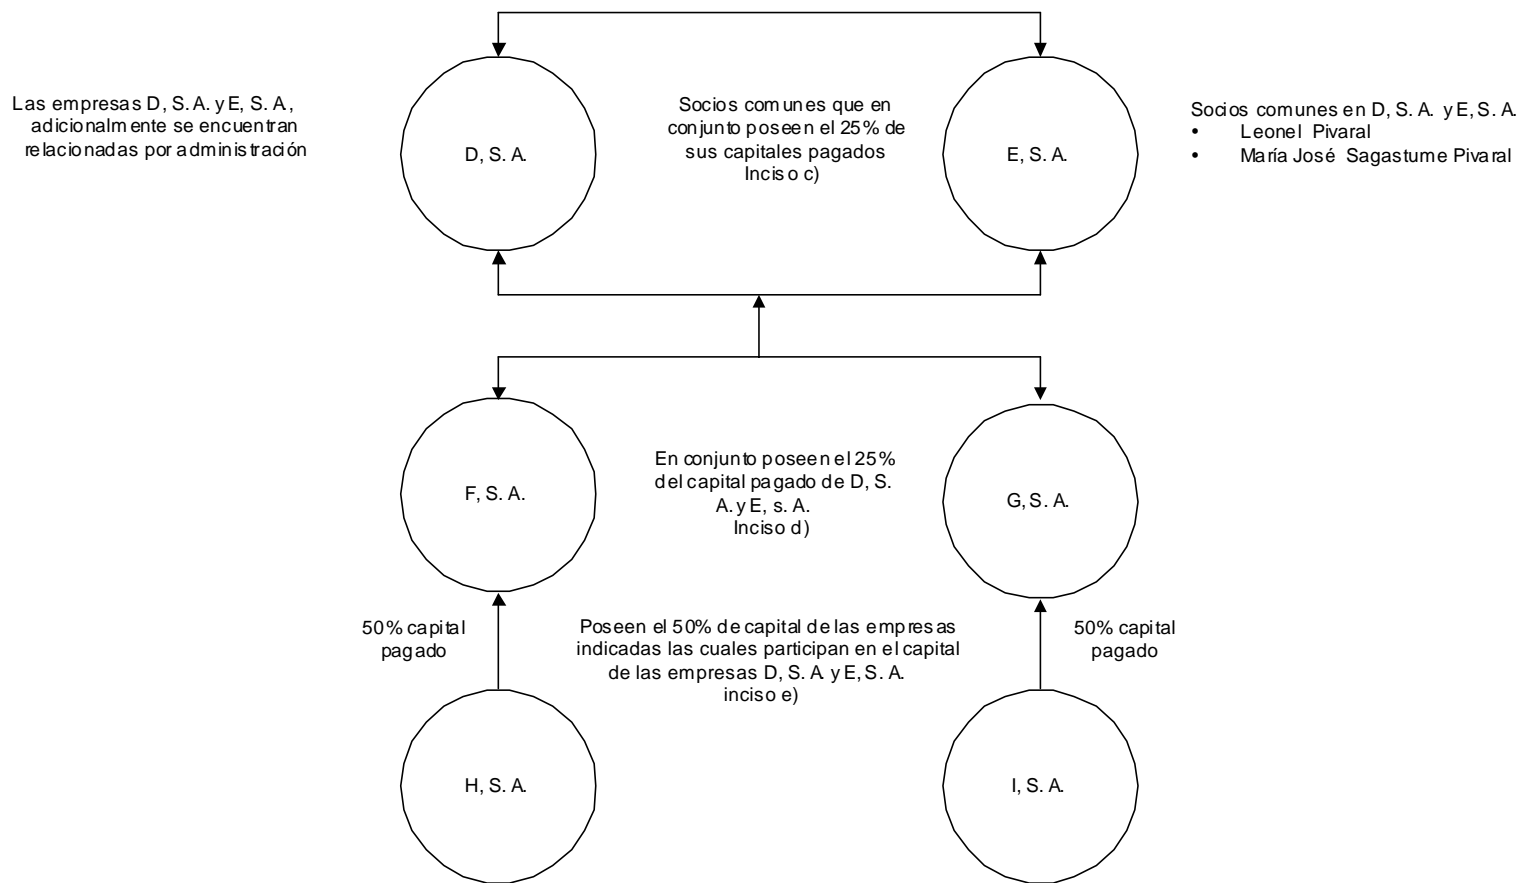 Las empresas D, S. A. y E, S. A,
adicionalmente se encuentran
relacionadas por administración
D, S. A.
Socios comunes que en
conjunto poseen el 25% de
sus capitales pagados
Inciso c)
E, S. A.
Socios comunes en D, S. A. y E, S. A.
• Leonel Pivaral
• María José Sagastume Pivaral
F, S. A.
En conjunto poseen el 25%
del capital pagado de D, S.
A. y E, s. A.
Inciso d)
G, S. A.
50% capital
pagado
Poseen el 50% de capital de las empresas
indicadas las cuales participan en el capital
de las empresas D, S. A. y E, S. A.
inciso e)
50% capital
pagado
H, S. A.
I, S. A.